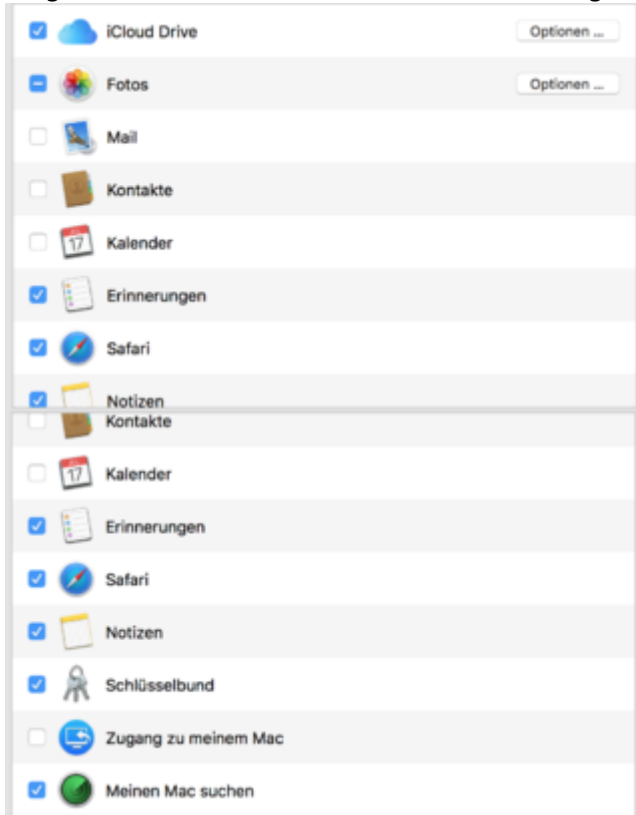 iCloud Drive
Optionen ...
Fotos
Optionen ...
Mail
Kontakte
17
Kalender
Erinnerungen
Safari
Notizen
Kontakte
17
Kalender
Erinnerungen
Safari
Notizen
Schlüsselbund
Zugang zu meinem Mac
Meinen Mac suchen